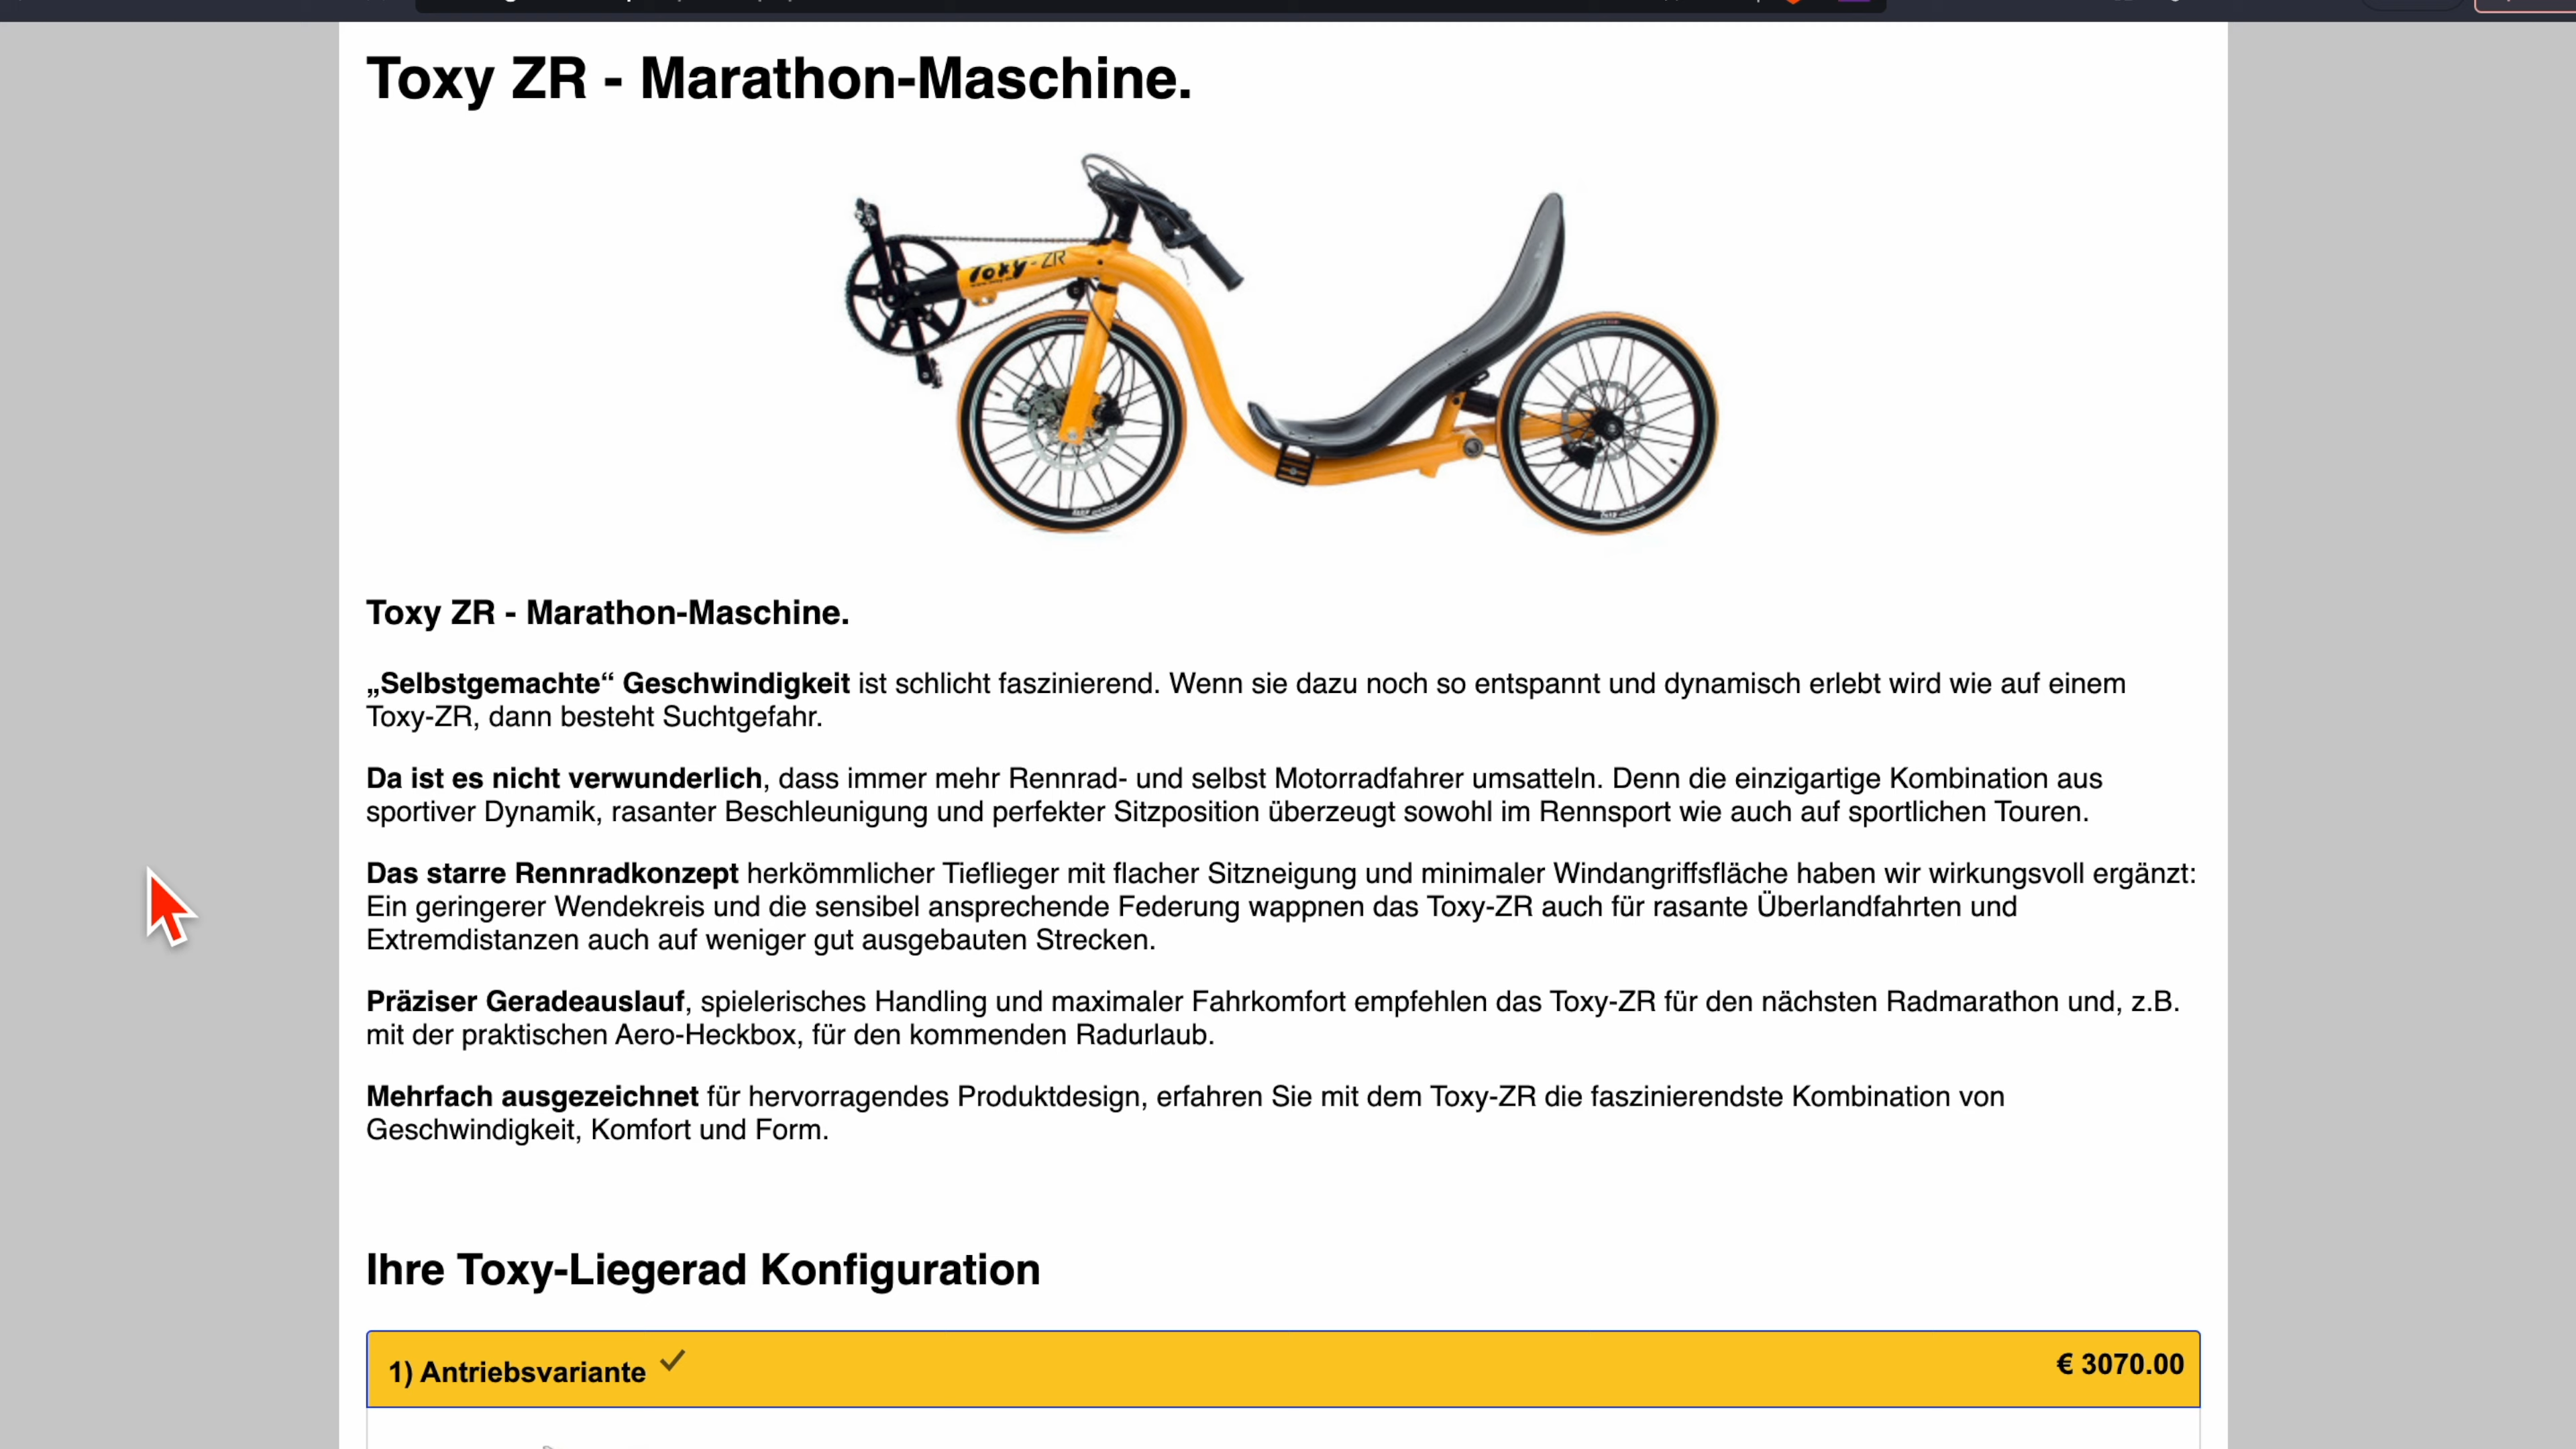 Toxy ZR - Marathon-Maschine.
Toxy-ZR
Toxy ZR - Marathon-Maschine.
„Selbstgemachte“ Geschwindigkeit ist schlicht faszinierend. Wenn sie dazu noch so entspannt und dynamisch erlebt wird wie auf einem
Toxy-ZR, dann besteht Suchtgefahr.
Da ist es nicht verwunderlich, dass immer mehr Rennrad- und selbst Motorradfahrer umsatteln. Denn die einzigartige Kombination aus
sportiver Dynamik, rasanter Beschleunigung und perfekter Sitzposition überzeugt sowohl im Rennsport wie auch auf sportlichen Touren.
Das starre Rennradkonzept herkömmlicher Tieflieger mit flacher Sitzneigung und minimaler Windangriffsfläche haben wir wirkungsvoll ergänzt:
Ein geringerer Wendekreis und die sensibel ansprechende Federung wappnen das Toxy-ZR auch für rasante Überlandfahrten und
Extremdistanzen auch auf weniger gut ausgebauten Strecken.
Präziser Geradeauslauf, spielerisches Handling und maximaler Fahrkomfort empfehlen das Toxy-ZR für den nächsten Radmarathon und, z.B.
mit der praktischen Aero-Heckbox, für den kommenden Radurlaub.
Mehrfach ausgezeichnet für hervorragendes Produktdesign, erfahren Sie mit dem Toxy-ZR die faszinierendste Kombination von
Geschwindigkeit, Komfort und Form.
Ihre Toxy-Liegerad Konfiguration
1) Antriebsvariante
€ 3070.00